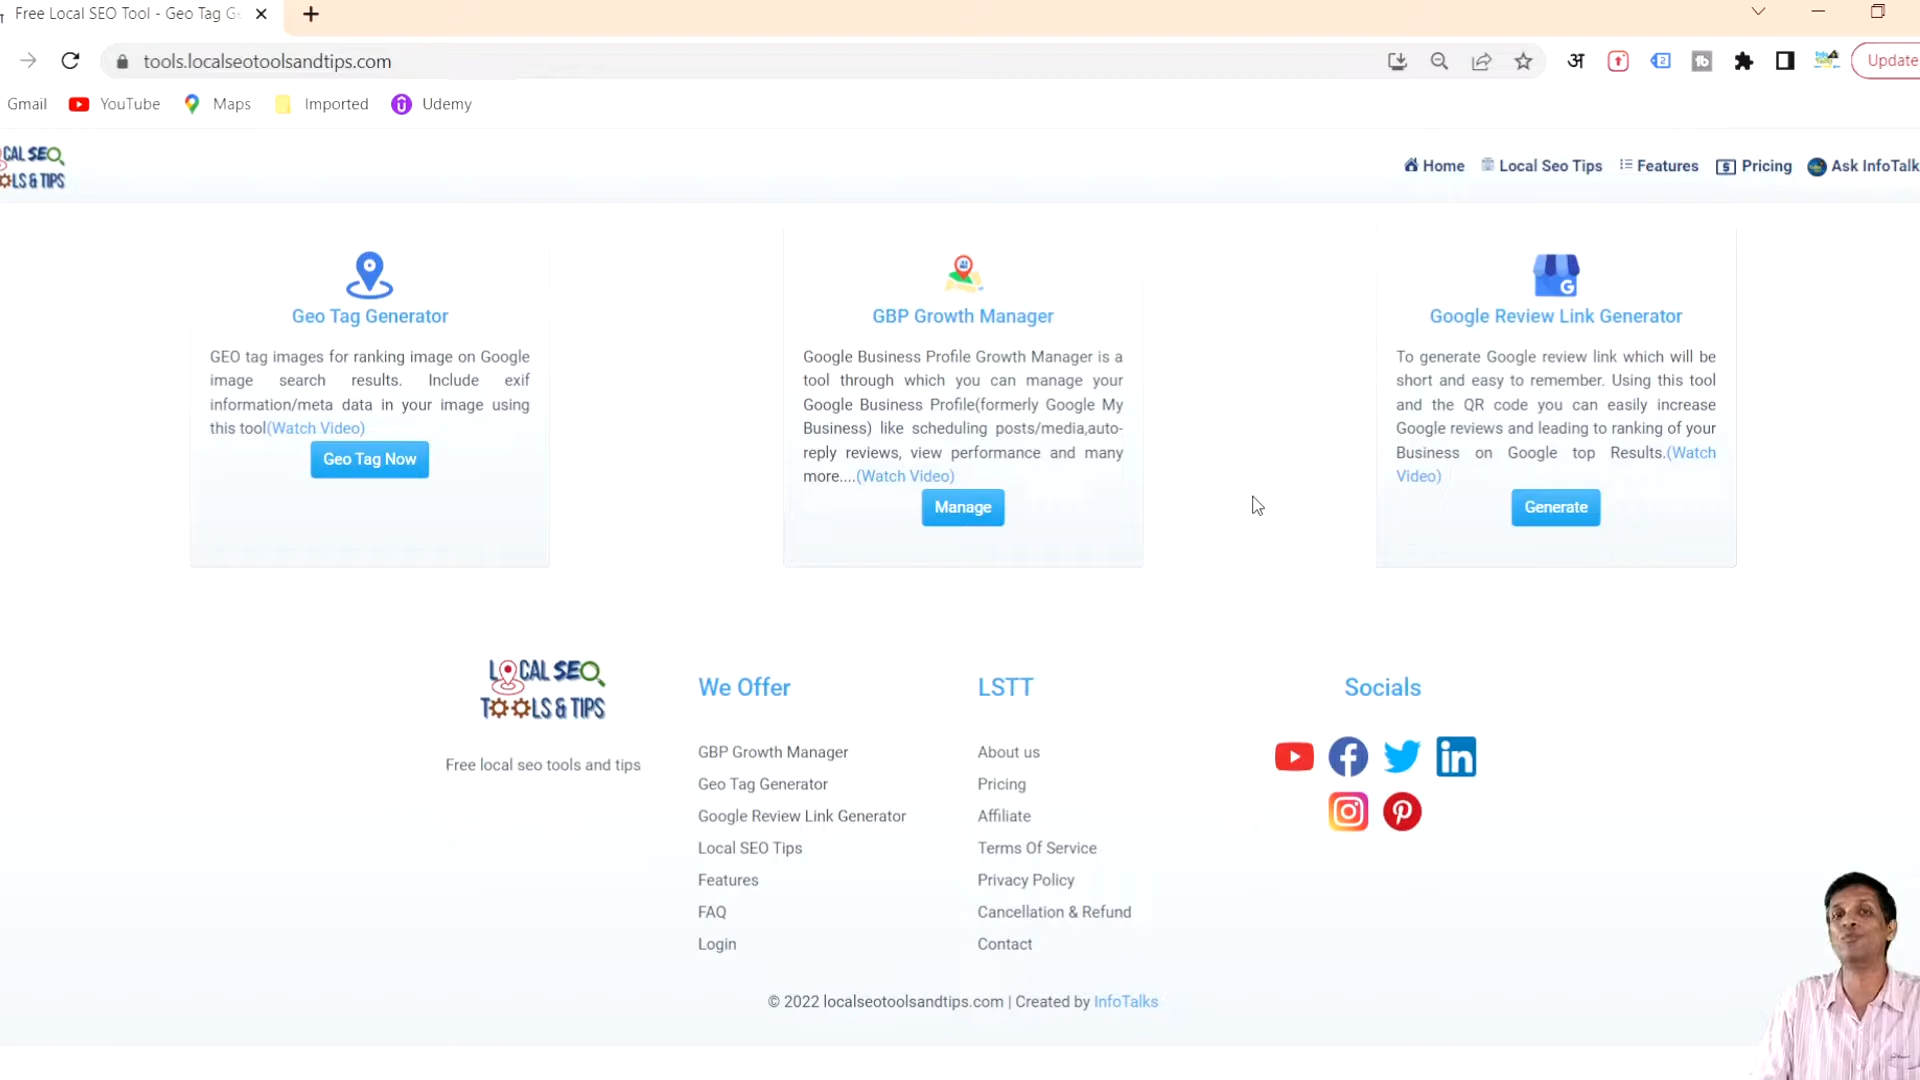 Free Local SEO Tool - Geo Tag G
tools.localseotoolsandtips.com
अ
2
tb
Update
Gmail
YouTube
Maps
Imported
Udemy
CAL SEO
LS & TIPS
Home
Local Seo Tips
Features
Pricing
Ask InfoTalk
Geo Tag Generator
GEO tag images for ranking image on Google
image search results. Include exif
information/meta data in your image using
this tool(Watch Video)
Geo Tag Now
GBP Growth Manager
Google Business Profile Growth Manager is a
tool through which you can manage your
Google Business Profile(formerly Google My
Business) like scheduling posts/media,auto-
reply reviews, view performance and many
more....(Watch Video)
Manage
G
Google Review Link Generator
To generate Google review link which will be
short and easy to remember. Using this tool
and the QR code you can easily increase
Google reviews and leading to ranking of your
Business on Google top Results.(Watch
Video)
Generate
LOCAL SEO
TOOLS & TIPS
Free local seo tools and tips
We Offer
GBP Growth Manager
Geo Tag Generator
Google Review Link Generator
Local SEO Tips
Features
FAQ
Login
LSTT
About us
Pricing
Affiliate
Terms Of Service
Privacy Policy
Cancellation & Refund
Contact
Socials
in
© 2022 localseotoolsandtips.com | Created by InfoTalks